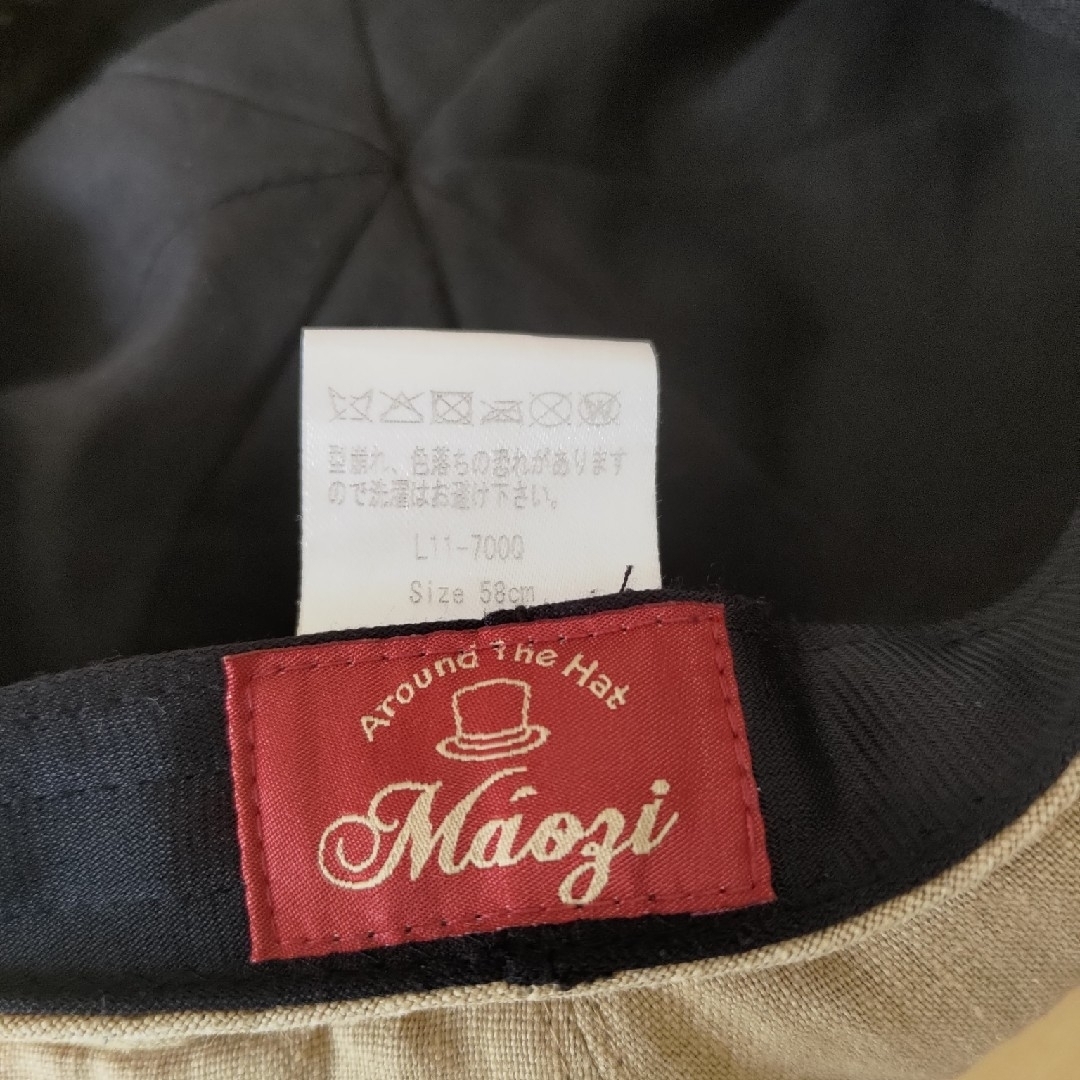 型崩れ、色落ちの恐れがあります
ので洗濯はお避け下さい。
L11-7000
Size 58cm
Around The Hat
Máozi